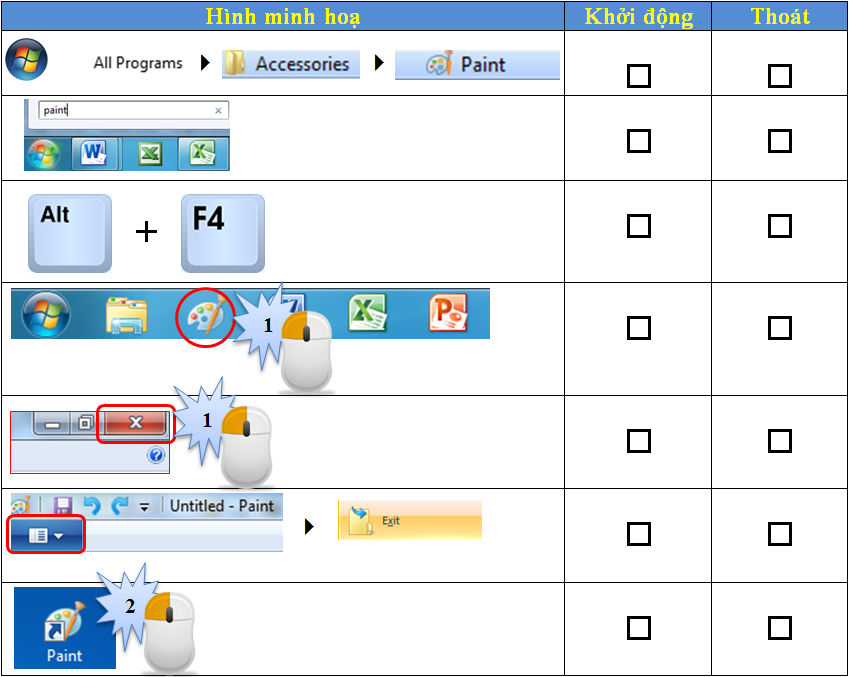 Hình minh hoạ Khởi động Thoát
All Programs Accessories Paint
paint
Alt + F4
1
1
Untitled - Paint Exit
2
Paint